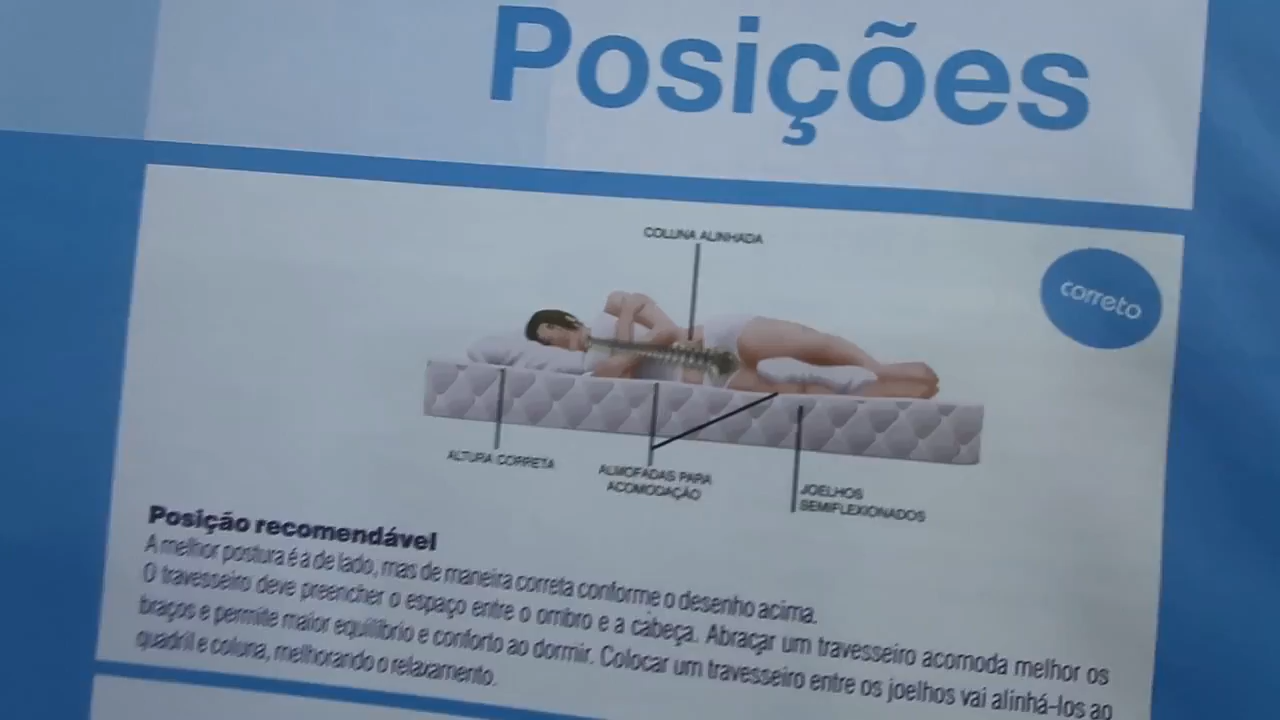 Posições
COLUNA ALINHADA
correto
ALTURA CORRETA
ALMOFADAS PARA
ACOMODAÇÃO
JOELHOS
SEMIFLEXIONADOS
Posição recomendável
A melhor postura é a de lado, mas de maneira correta conforme o desenho acima.
O travesseiro deve preencher o espaço entre o ombro e a cabeça. Abraçar um travesseiro acomoda melhor os
braços e permite maior equilíbrio e conforto ao dormir. Colocar um travesseiro entre os joelhos vai alinhá-los ao
quadril e coluna, melhorando o relaxamento.